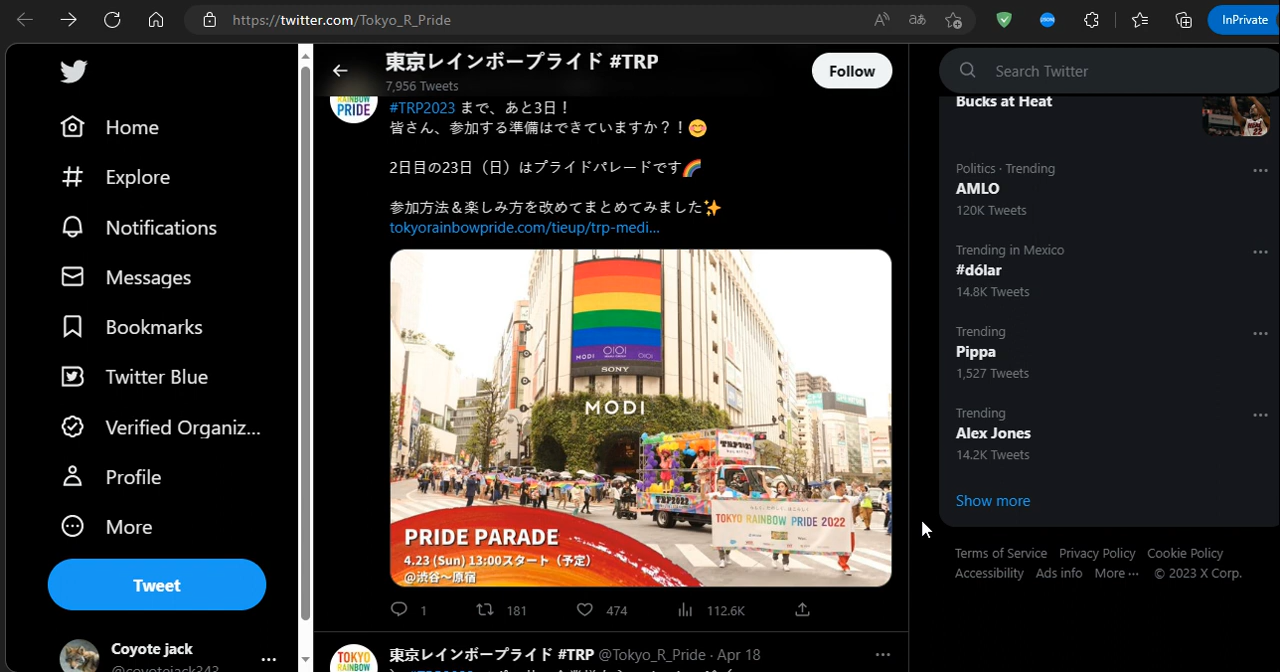 https://twitter.com/Tokyo_R_Pride
InPrivate
Home
Explore
Notifications
Messages
Bookmarks
Twitter Blue
Verified Organiz...
Profile
More
Tweet
Coyote jack
@coyotejack343
東京レインボープライド #TRP
7,956 Tweets
Follow
RAINBOW
PRIDE
#TRP2023 まで、あと3日！
皆さん、参加する準備はできていますか？！😊
2日目の23日（日）はプライドパレードです🌈
参加方法＆楽しみ方を改めてまとめてみました✨
tokyorainbowpride.com/tieup/trp-medi...
MODI OIOI OIOI
SONY
MODI
TRP2022
TOKYO RAINBOW PRIDE 2022
PRIDE PARADE
4.23 (Sun) 13:00スタート（予定）
@渋谷〜原宿
1
181
474
112.6K
TOKYO
RAINBOW
東京レインボープライド #TRP @Tokyo_R_Pride · Apr 18
Search Twitter
Bucks at Heat
Politics · Trending
AMLO
120K Tweets
Trending in Mexico
#dólar
14.8K Tweets
Trending
Pippa
1,527 Tweets
Trending
Alex Jones
14.2K Tweets
Show more
Terms of Service Privacy Policy Cookie Policy
Accessibility Ads info More ··· © 2023 X Corp.